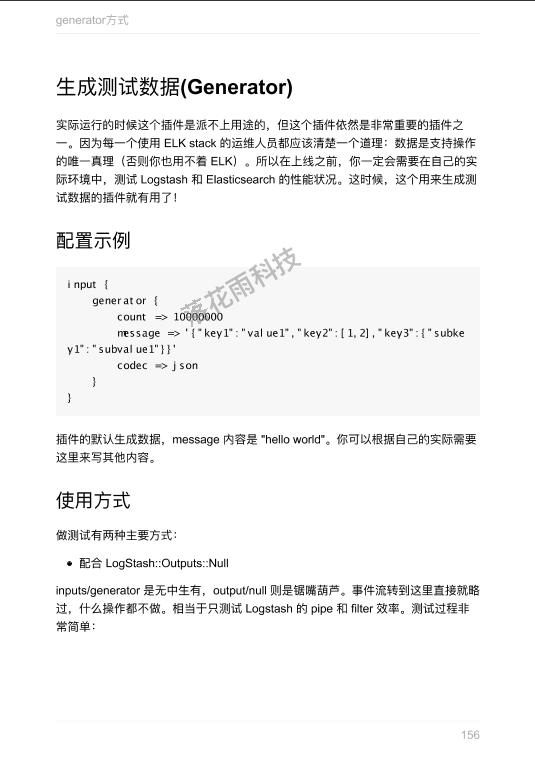 generator方式
生成测试数据(Generator)
实际运行的时候这个插件是派不上用途的，但这个插件依然是非常重要的插件之
一。因为每一个使用 ELK stack 的运维人员都应该清楚一个道理：数据是支持操作
的唯一真理（否则你也用不着 ELK）。所以在上线之前，你一定会需要在自己的实
际环境中，测试 Logstash 和 Elasticsearch 的性能状况。这时候，这个用来生成测
试数据的插件就有用了！
配置示例
input {
    generator {
        count => 10000000
        message => '{"key1":"value1","key2":[1,2],"key3":{"subke
y1":"subvalue1"}}'
        codec => json
    }
}
落花雨科技
插件的默认生成数据，message 内容是 "hello world"。你可以根据自己的实际需要
这里来写其他内容。
使用方式
做测试有两种主要方式：
● 配合 LogStash::Outputs::Null
inputs/generator 是无中生有，output/null 则是锯嘴葫芦。事件流转到这里直接就略
过，什么操作都不做。相当于只测试 Logstash 的 pipe 和 filter 效率。测试过程非
常简单：
156